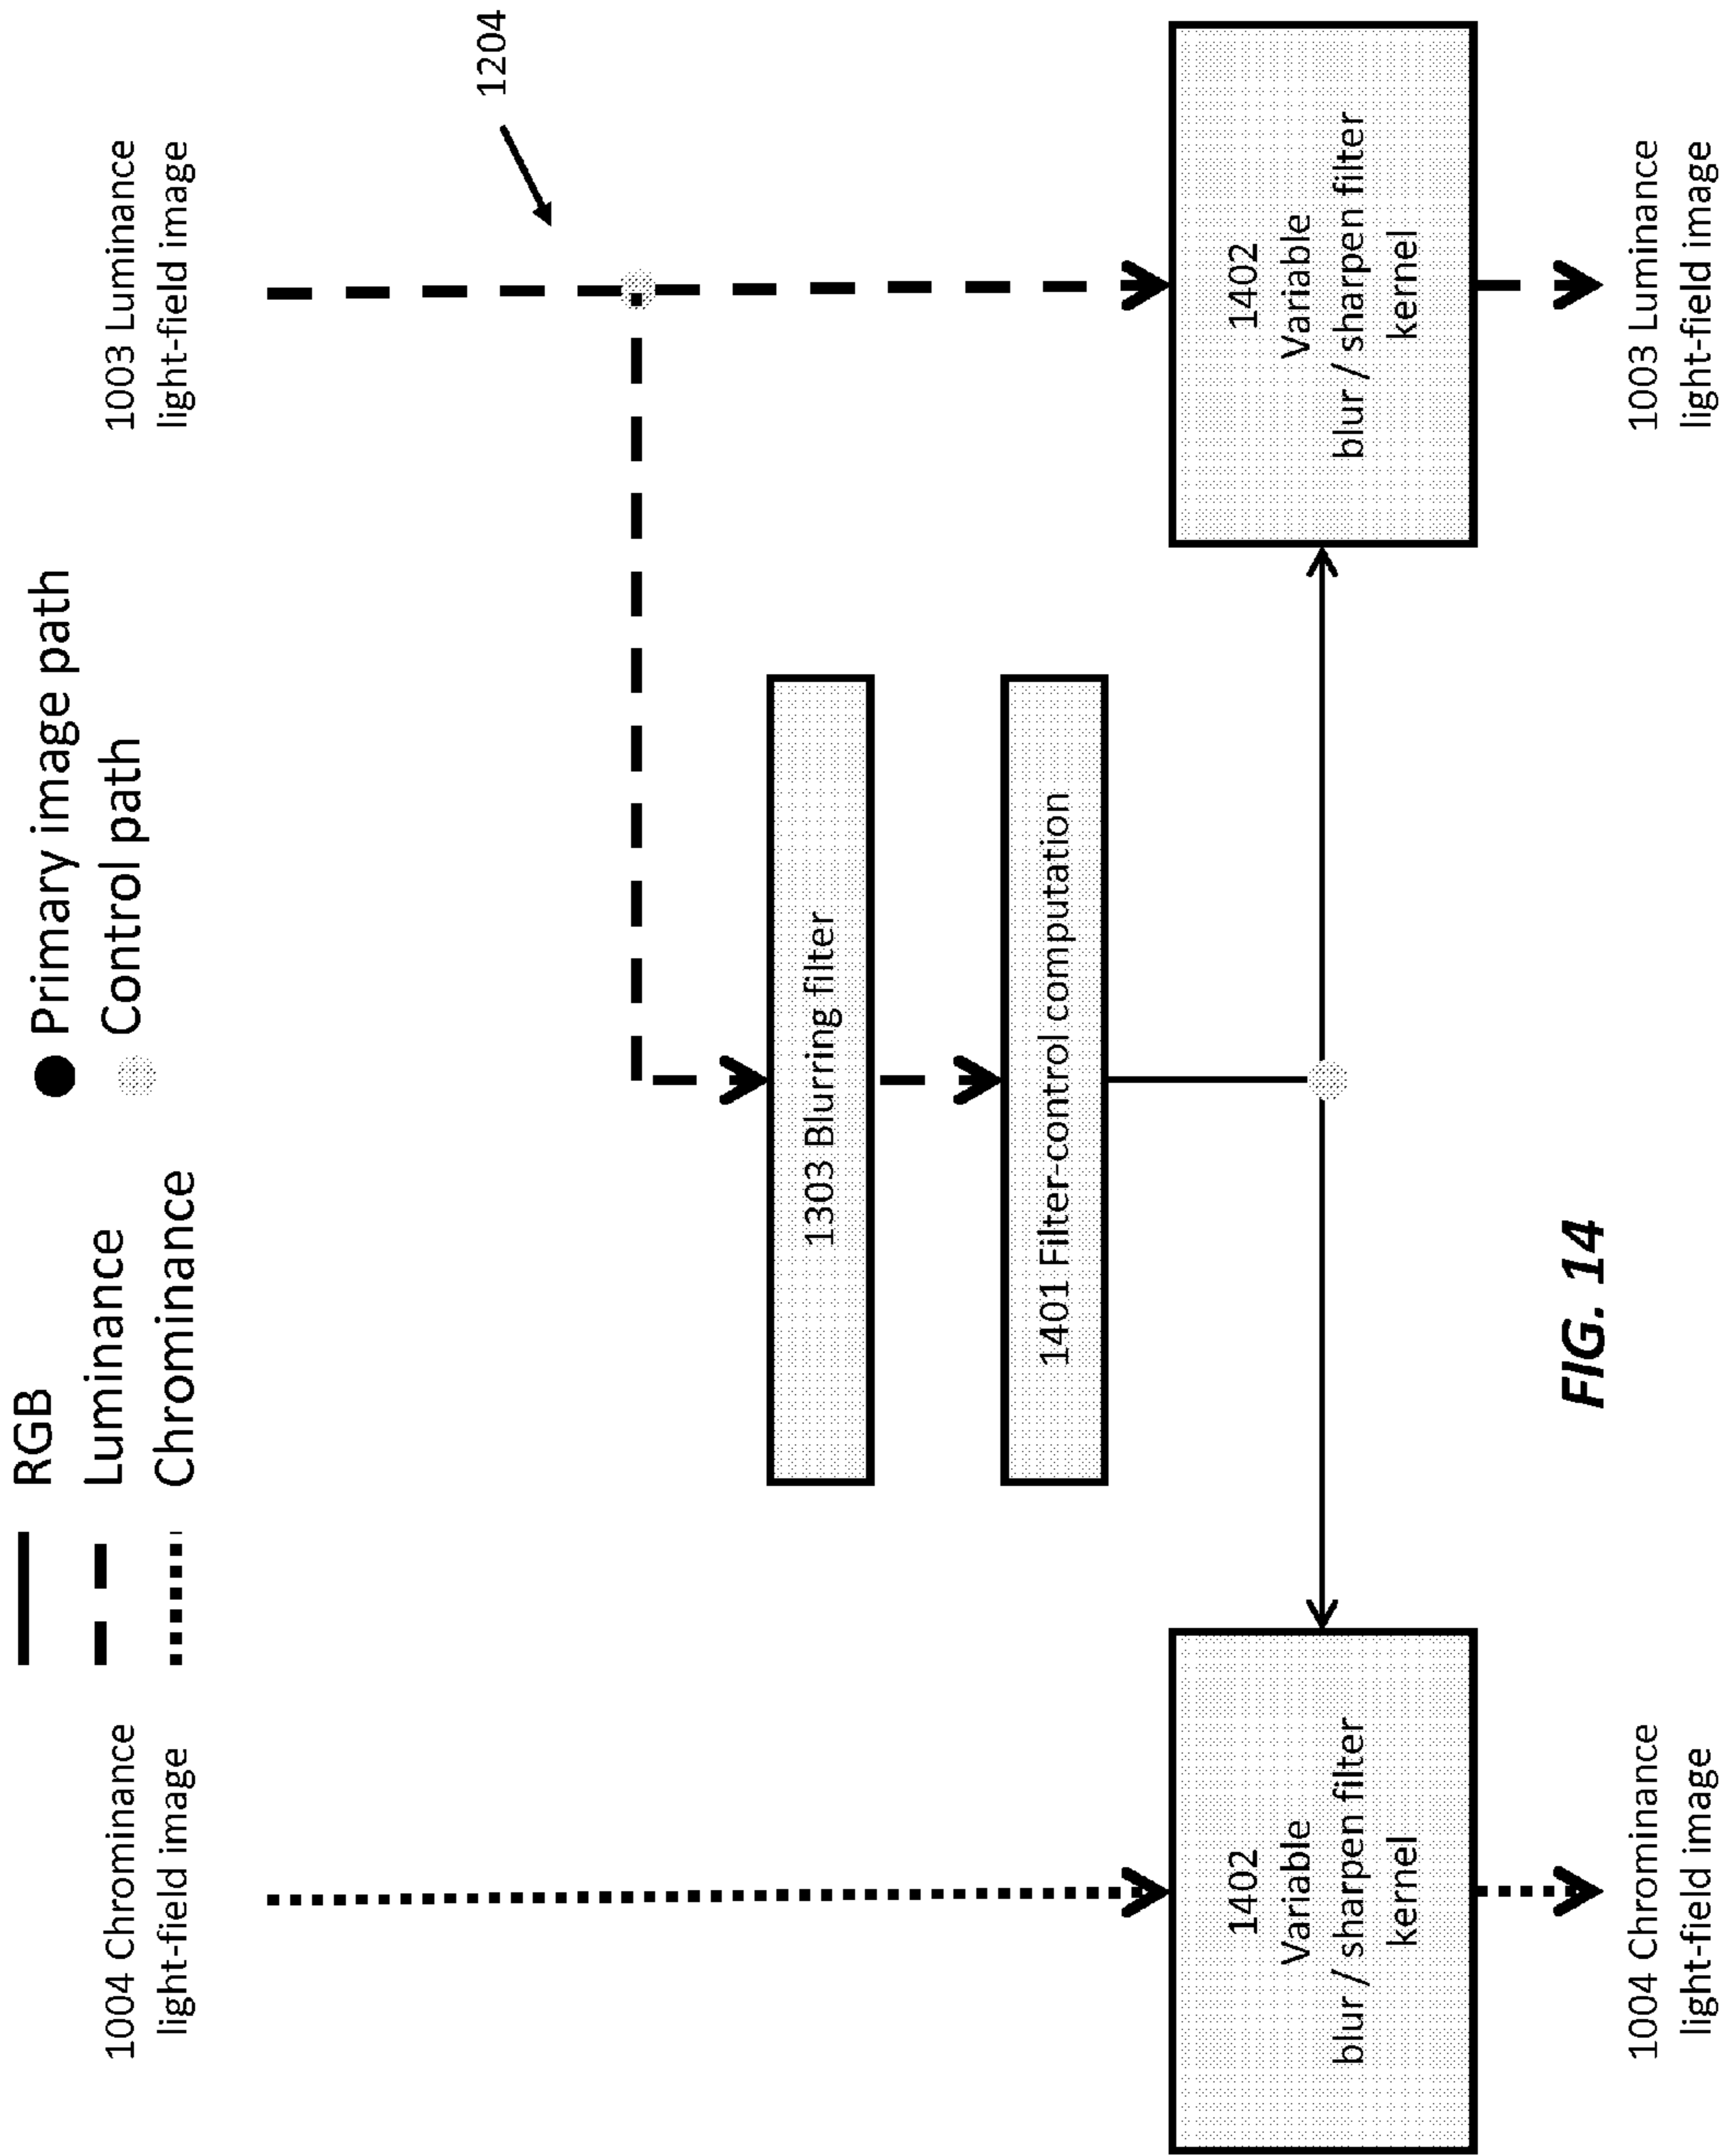 RGB
Luminance
Chrominance
Primary image path
Control path
1004 Chrominance
light-field image
1003 Luminance
light-field image
1204
1303 Blurring filter
1401 Filter-control computation
1402
Variable
blur / sharpen filter
kernel
1402
Variable
blur / sharpen filter
kernel
1004 Chrominance
light-field image
1003 Luminance
light-field image
FIG. 14